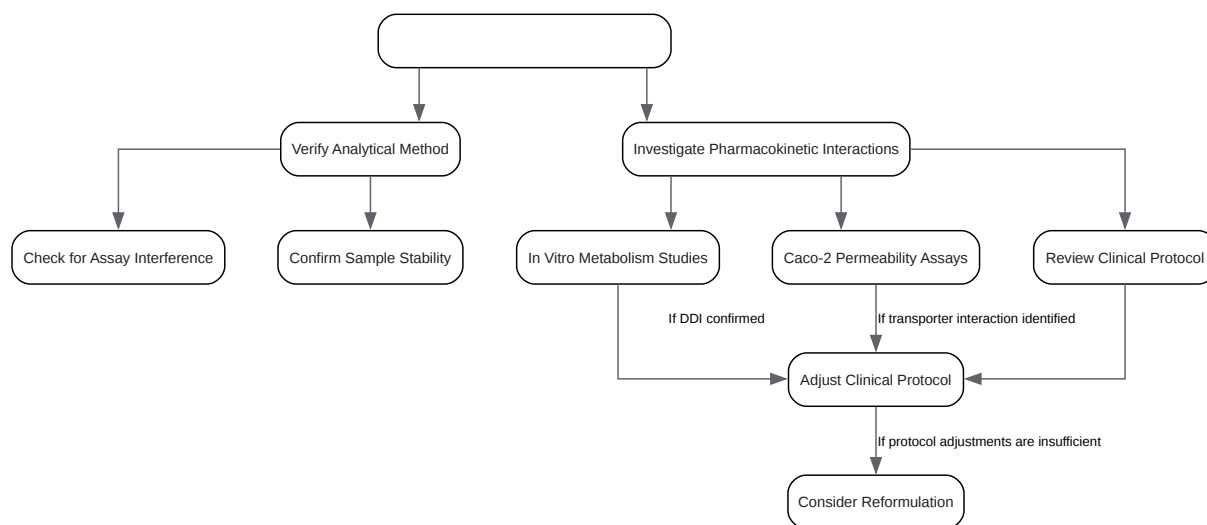 Verify Analytical Method
Investigate Pharmacokinetic Interactions
Check for Assay Interference
Confirm Sample Stability
In Vitro Metabolism Studies
Caco-2 Permeability Assays
Review Clinical Protocol
If DDI confirmed
If transporter interaction identified
Adjust Clinical Protocol
If protocol adjustments are insufficient
Consider Reformulation